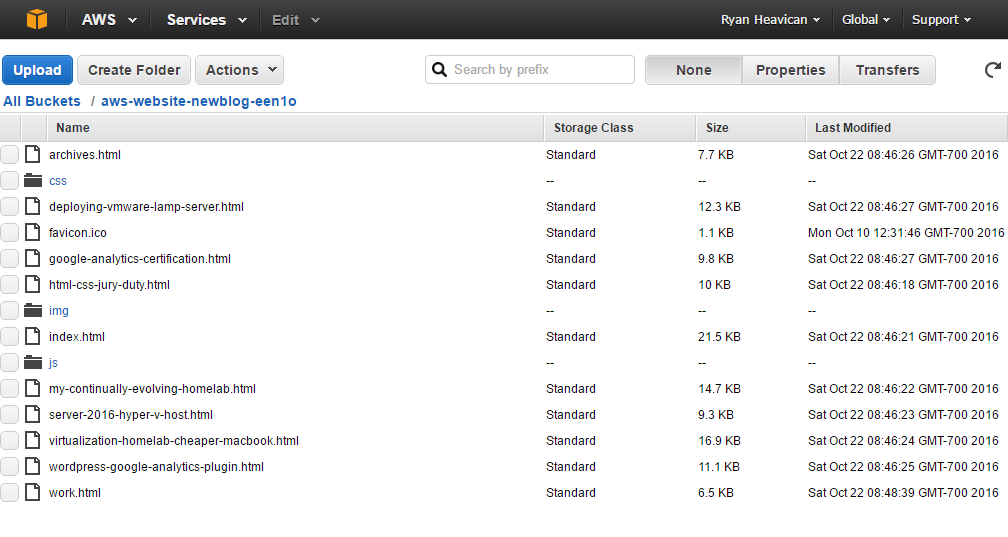 AWS Services Edit Ryan Heavican Global Support
Upload Create Folder Actions Search by prefix None Properties Transfers
All Buckets / aws-website-newblog-een1o
Name Storage Class Size Last Modified
archives.html Standard 7.7 KB Sat Oct 22 08:46:26 GMT-700 2016
css -- -- --
deploying-vmware-lamp-server.html Standard 12.3 KB Sat Oct 22 08:46:27 GMT-700 2016
favicon.ico Standard 1.1 KB Mon Oct 10 12:31:46 GMT-700 2016
google-analytics-certification.html Standard 9.8 KB Sat Oct 22 08:46:27 GMT-700 2016
html-css-jury-duty.html Standard 10 KB Sat Oct 22 08:46:18 GMT-700 2016
img -- -- --
index.html Standard 21.5 KB Sat Oct 22 08:46:21 GMT-700 2016
js -- -- --
my-continually-evolving-homelab.html Standard 14.7 KB Sat Oct 22 08:46:22 GMT-700 2016
server-2016-hyper-v-host.html Standard 9.3 KB Sat Oct 22 08:46:23 GMT-700 2016
virtualization-homelab-cheaper-macbook.html Standard 16.9 KB Sat Oct 22 08:46:24 GMT-700 2016
wordpress-google-analytics-plugin.html Standard 11.1 KB Sat Oct 22 08:46:25 GMT-700 2016
work.html Standard 6.5 KB Sat Oct 22 08:48:39 GMT-700 2016